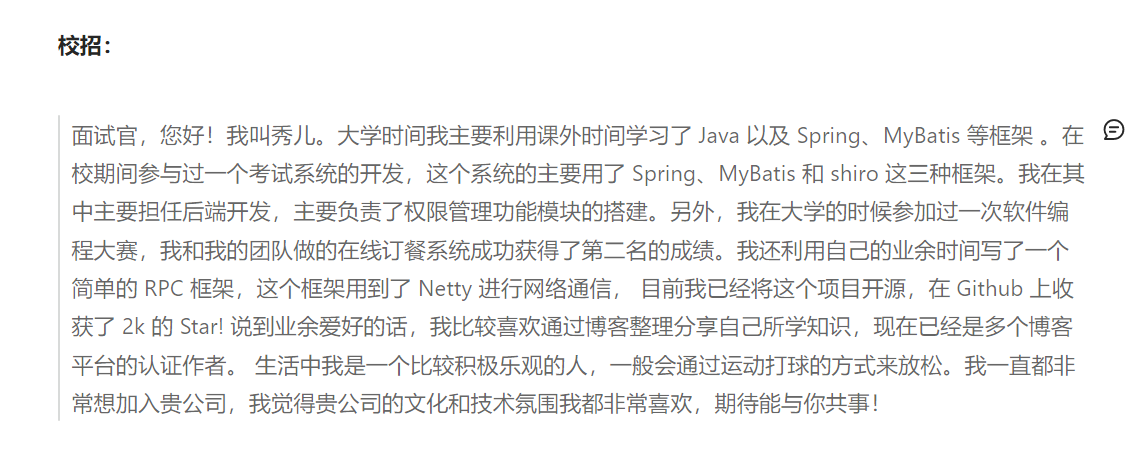 校招：
面试官，您好！我叫秀儿。大学时间我主要利用课外时间学习了 Java 以及 Spring、MyBatis 等框架 。在
校期间参与过一个考试系统的开发，这个系统的主要用了 Spring、MyBatis 和 shiro 这三种框架。我在其
中主要担任后端开发，主要负责了权限管理功能模块的搭建。另外，我在大学的时候参加过一次软件编
程大赛，我和我的团队做的在线订餐系统成功获得了第二名的成绩。我还利用自己的业余时间写了一个
简单的 RPC 框架，这个框架用到了 Netty 进行网络通信， 目前我已经将这个项目开源，在 Github 上收
获了 2k 的 Star! 说到业余爱好的话，我比较喜欢通过博客整理分享自己所学知识，现在已经是多个博客
平台的认证作者。 生活中我是一个比较积极乐观的人，一般会通过运动打球的方式来放松。我一直都非
常想加入贵公司，我觉得贵公司的文化和技术氛围我都非常喜欢，期待能与你共事！